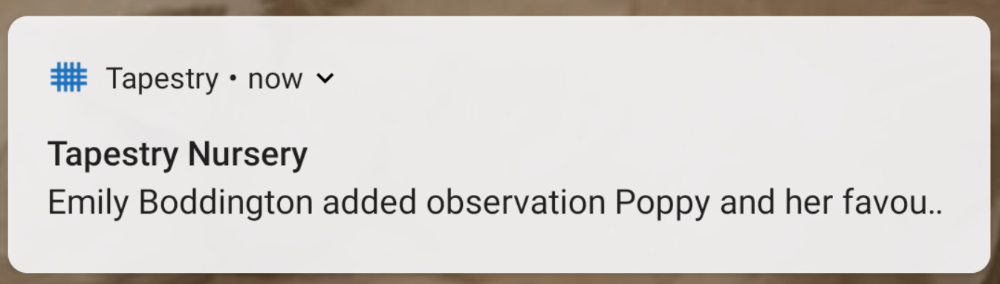 Tapestry • now
Tapestry Nursery
Emily Boddington added observation Poppy and her favou..